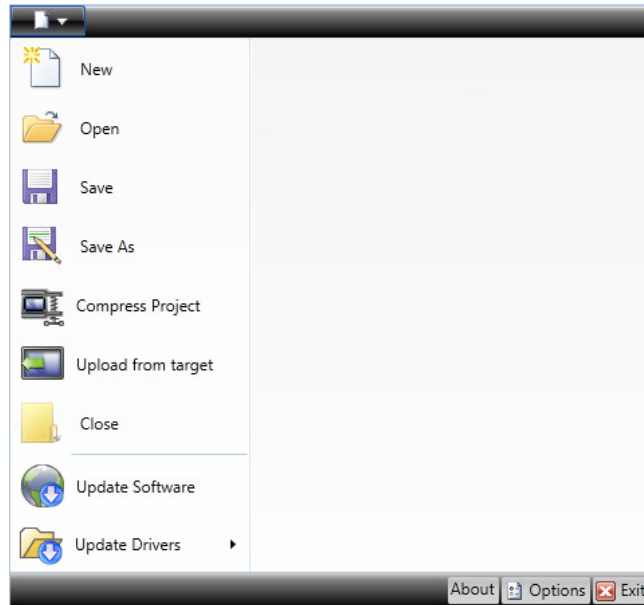 New
Open
Save
Save As
Compress Project
Upload from target
Close
Update Software
Update Drivers
About Options Exit